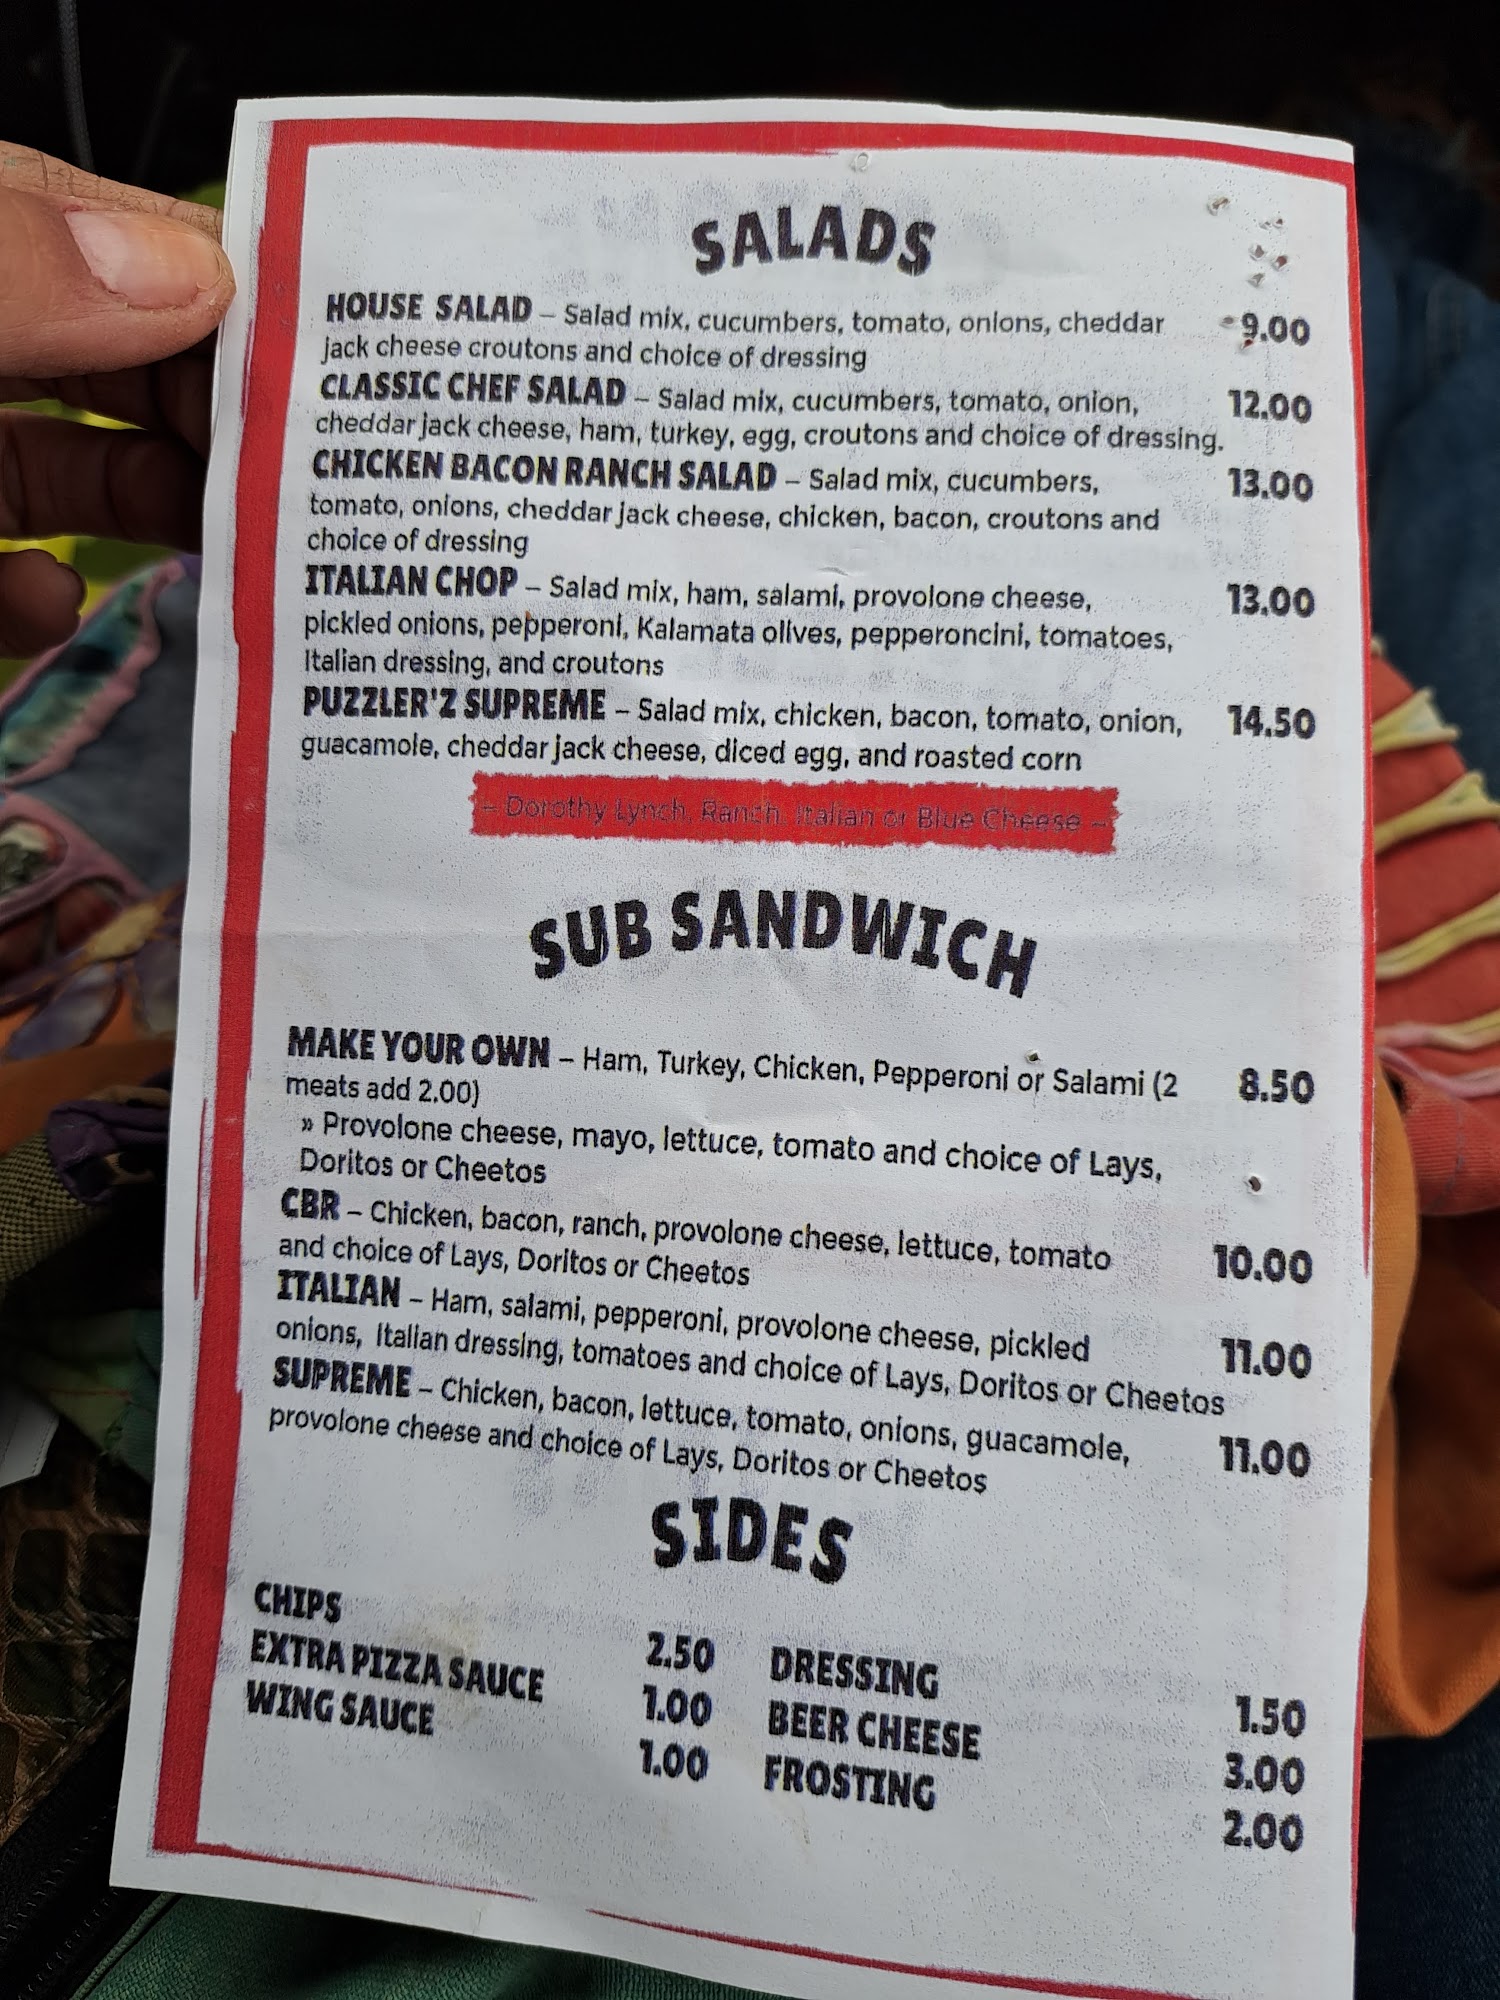 SALADS
HOUSE SALAD – Salad mix, cucumbers, tomato, onions, cheddar 9.00
jack cheese croutons and choice of dressing
CLASSIC CHEF SALAD – Salad mix, cucumbers, tomato, onion, 12.00
cheddar jack cheese, ham, turkey, egg, croutons and choice of dressing.
CHICKEN BACON RANCH SALAD – Salad mix, cucumbers, 13.00
tomato, onions, cheddar jack cheese, chicken, bacon, croutons and
choice of dressing
ITALIAN CHOP – Salad mix, ham, salami, provolone cheese, 13.00
pickled onions, pepperoni, Kalamata olives, pepperoncini, tomatoes,
Italian dressing, and croutons
PUZZLER'Z SUPREME – Salad mix, chicken, bacon, tomato, onion, 14.50
guacamole, cheddar jack cheese, diced egg, and roasted corn
– Dorothy Lynch, Ranch, Italian or Blue Cheese –
SUB SANDWICH
MAKE YOUR OWN – Ham, Turkey, Chicken, Pepperoni or Salami (2 8.50
meats add 2.00)
» Provolone cheese, mayo, lettuce, tomato and choice of Lays,
Doritos or Cheetos
CBR – Chicken, bacon, ranch, provolone cheese, lettuce, tomato 10.00
and choice of Lays, Doritos or Cheetos
ITALIAN – Ham, salami, pepperoni, provolone cheese, pickled 11.00
onions, Italian dressing, tomatoes and choice of Lays, Doritos or Cheetos
SUPREME – Chicken, bacon, lettuce, tomato, onions, guacamole, 11.00
provolone cheese and choice of Lays, Doritos or Cheetos
SIDES
CHIPS 2.50
EXTRA PIZZA SAUCE 1.00
WING SAUCE 1.00
DRESSING 1.50
BEER CHEESE 3.00
FROSTING 2.00